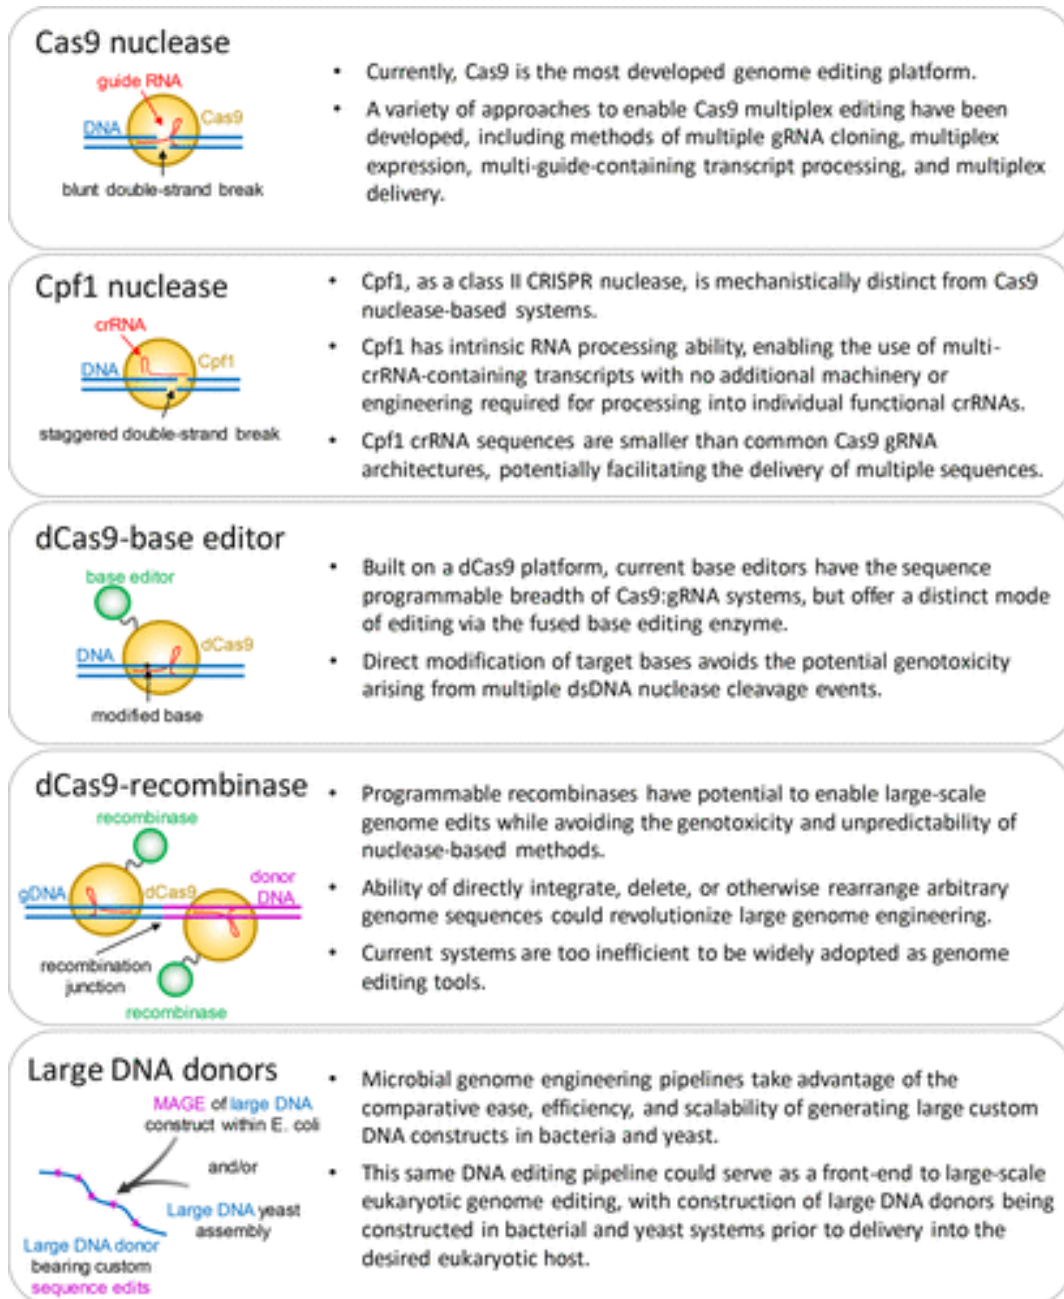 Cas9 nuclease
guide RNA
Cas9
DNA
blunt double-strand break
• Currently, Cas9 is the most developed genome editing platform.
• A variety of approaches to enable Cas9 multiplex editing have been
developed, including methods of multiple gRNA cloning, multiplex
expression, multi-guide-containing transcript processing, and multiplex
delivery.
Cpf1 nuclease
crRNA
Cpf1
DNA
staggered double-strand break
• Cpf1, as a class II CRISPR nuclease, is mechanistically distinct from Cas9
nuclease-based systems.
• Cpf1 has intrinsic RNA processing ability, enabling the use of multi-
crRNA-containing transcripts with no additional machinery or
engineering required for processing into individual functional crRNAs.
• Cpf1 crRNA sequences are smaller than common Cas9 gRNA
architectures, potentially facilitating the delivery of multiple sequences.
dCas9-base editor
base editor
dCas9
DNA
modified base
• Built on a dCas9 platform, current base editors have the sequence
programmable breadth of Cas9:gRNA systems, but offer a distinct mode
of editing via the fused base editing enzyme.
• Direct modification of target bases avoids the potential genotoxicity
arising from multiple dsDNA nuclease cleavage events.
dCas9-recombinase
recombinase
gDNA
dCas9
donor
DNA
recombination
junction
recombinase
• Programmable recombinases have potential to enable large-scale
genome edits while avoiding the genotoxicity and unpredictability of
nuclease-based methods.
• Ability of directly integrate, delete, or otherwise rearrange arbitrary
genome sequences could revolutionize large genome engineering.
• Current systems are too inefficient to be widely adopted as genome
editing tools.
Large DNA donors
MAGE of large DNA
construct within E. coli
and/or
Large DNA yeast
assembly
Large DNA donor
bearing custom
sequence edits
• Microbial genome engineering pipelines take advantage of the
comparative ease, efficiency, and scalability of generating large custom
DNA constructs in bacteria and yeast.
• This same DNA editing pipeline could serve as a front-end to large-scale
eukaryotic genome editing, with construction of large DNA donors being
constructed in bacterial and yeast systems prior to delivery into the
desired eukaryotic host.